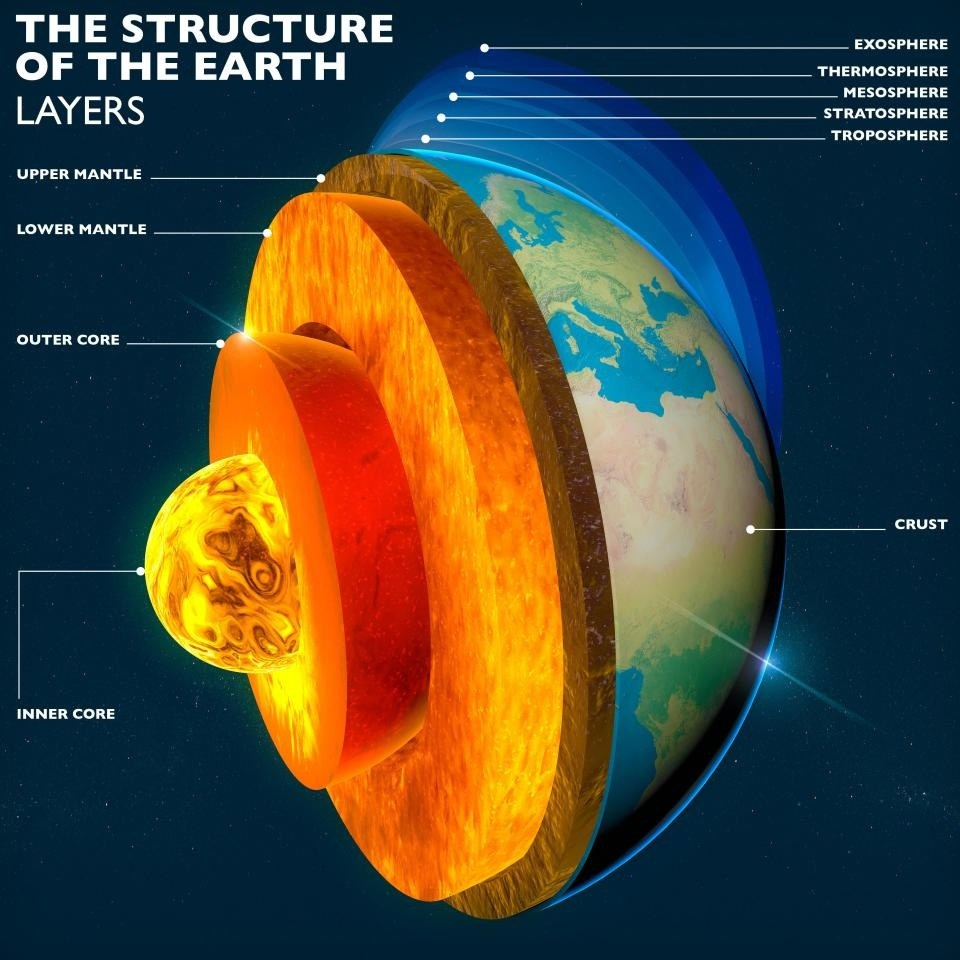 THE STRUCTURE
OF THE EARTH
LAYERS
EXOSPHERE
THERMOSPHERE
MESOSPHERE
STRATOSPHERE
TROPOSPHERE
UPPER MANTLE
LOWER MANTLE
OUTER CORE
CRUST
INNER CORE